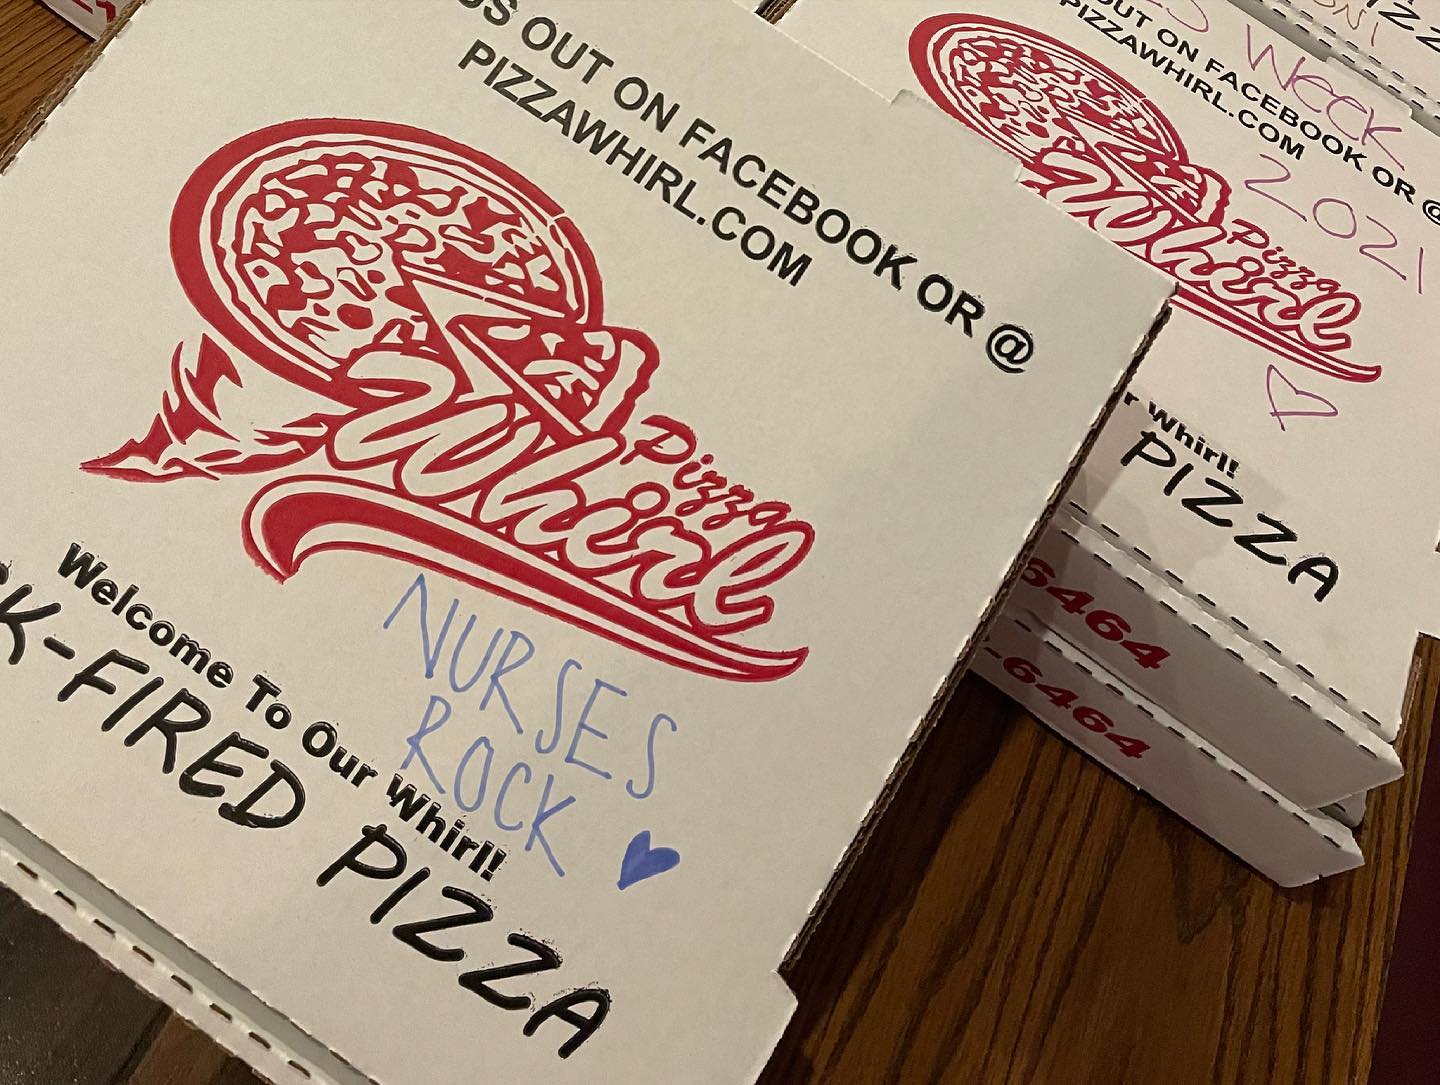 OUT ON FACEBOOK OR @
PIZZAWHIRL.COM
Pizza
Whirl
NURSES
ROCK
Welcome To Our Whirl!
-FIRED PIZZA
WEEK
2021
OUT ON FACEBOOK OR @
PIZZAWHIRL.COM
Pizza
Whirl
Whirl!
PIZZA
6464
-6464